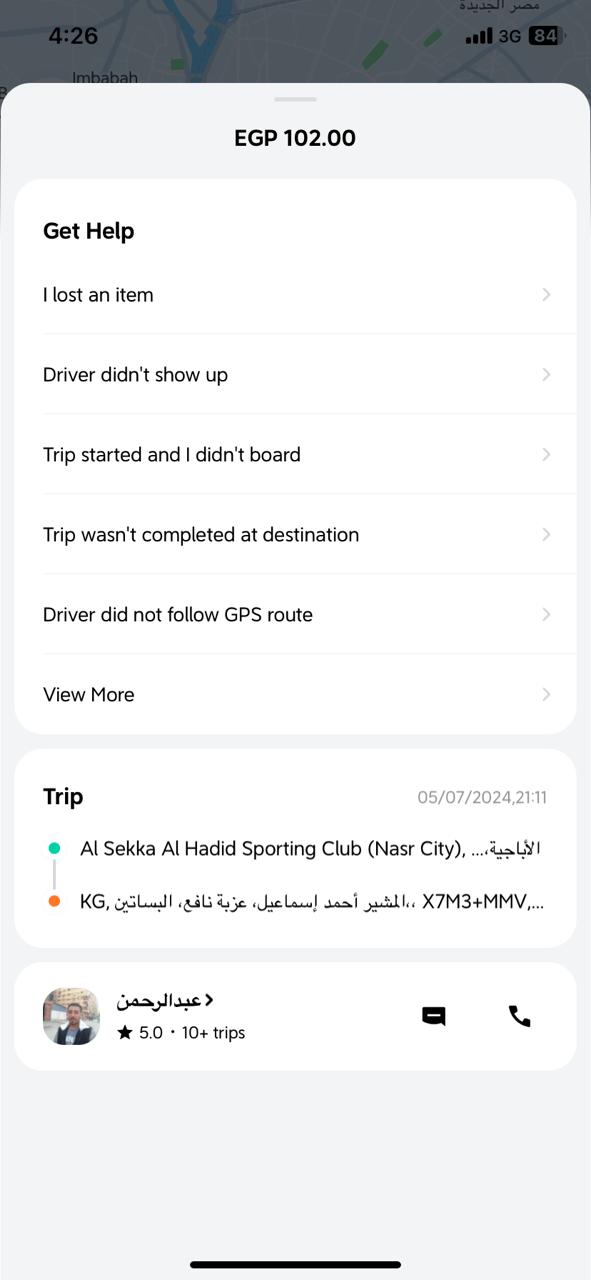 مصر الجديدة
4:26
3G 84
Imbabah
EGP 102.00
Get Help
I lost an item
Driver didn't show up
Trip started and I didn't board
Trip wasn't completed at destination
Driver did not follow GPS route
View More
Trip 05/07/2024,21:11
Al Sekka Al Hadid Sporting Club (Nasr City), ...،الأباجية
KG, المشير أحمد إسماعيل، عزبة نافع، البساتين،، X7M3+MMV,...
عبدالرحمن
5.0 · 10+ trips